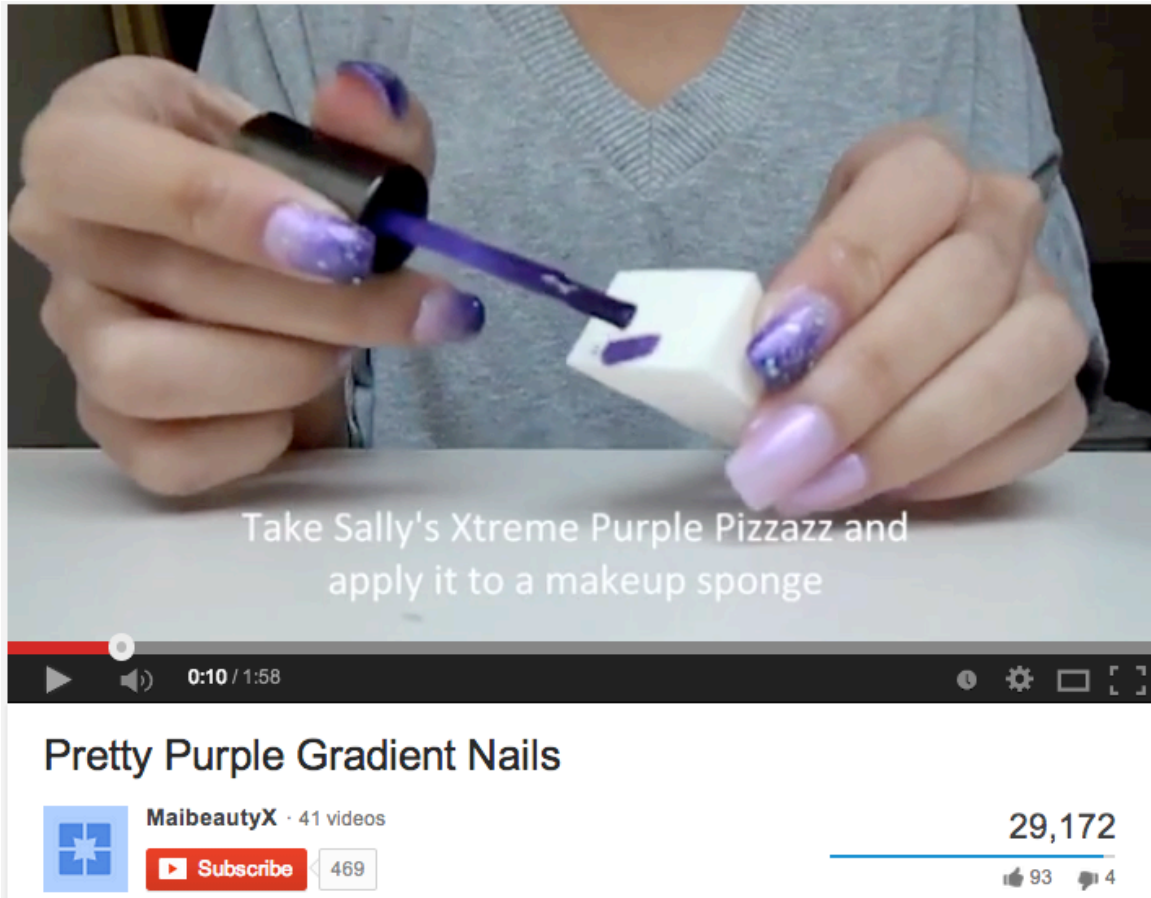 Take Sally's Xtreme Purple Pizzazz and
apply it to a makeup sponge
0:10 / 1:58
Pretty Purple Gradient Nails
MaibeautyX · 41 videos
Subscribe 469
29,172
93 4